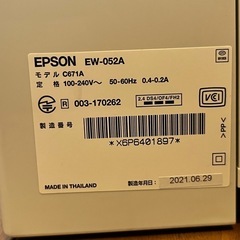 EPSON EW-052A
モデル C671A
定格 100-240V~ 50-60Hz 0.4-0.2A
R 003-170262
2.4 DS4/OF4/FH2
VCCI
製造番号
*X6P6401897*
>PP<
MADE IN THAILAND
製造年月日: 2021.06.29